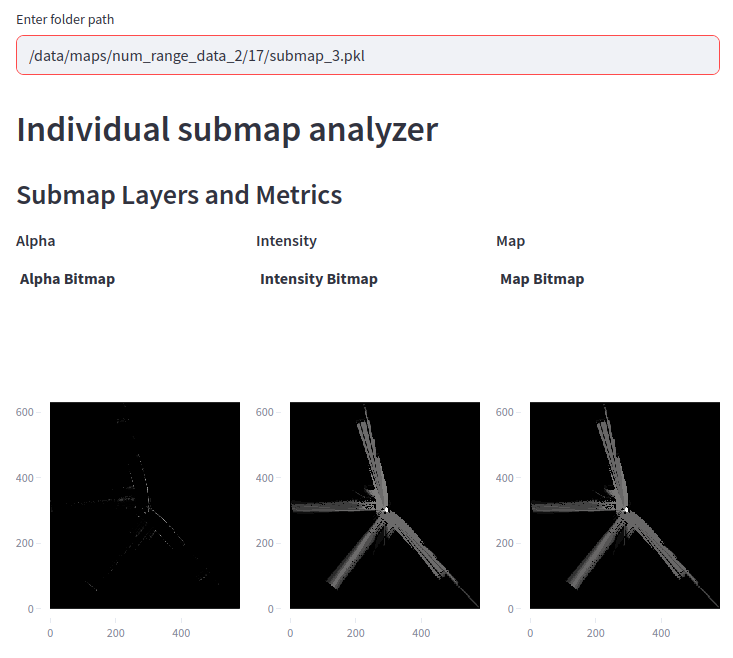 Enter folder path
/data/maps/num_range_data_2/17/submap_3.pkl
Individual submap analyzer
Submap Layers and Metrics
Alpha Intensity Map
Alpha Bitmap Intensity Bitmap Map Bitmap
600 600 600
400 400 400
200 200 200
0 0 0
0 200 400 0 200 400 0 200 400